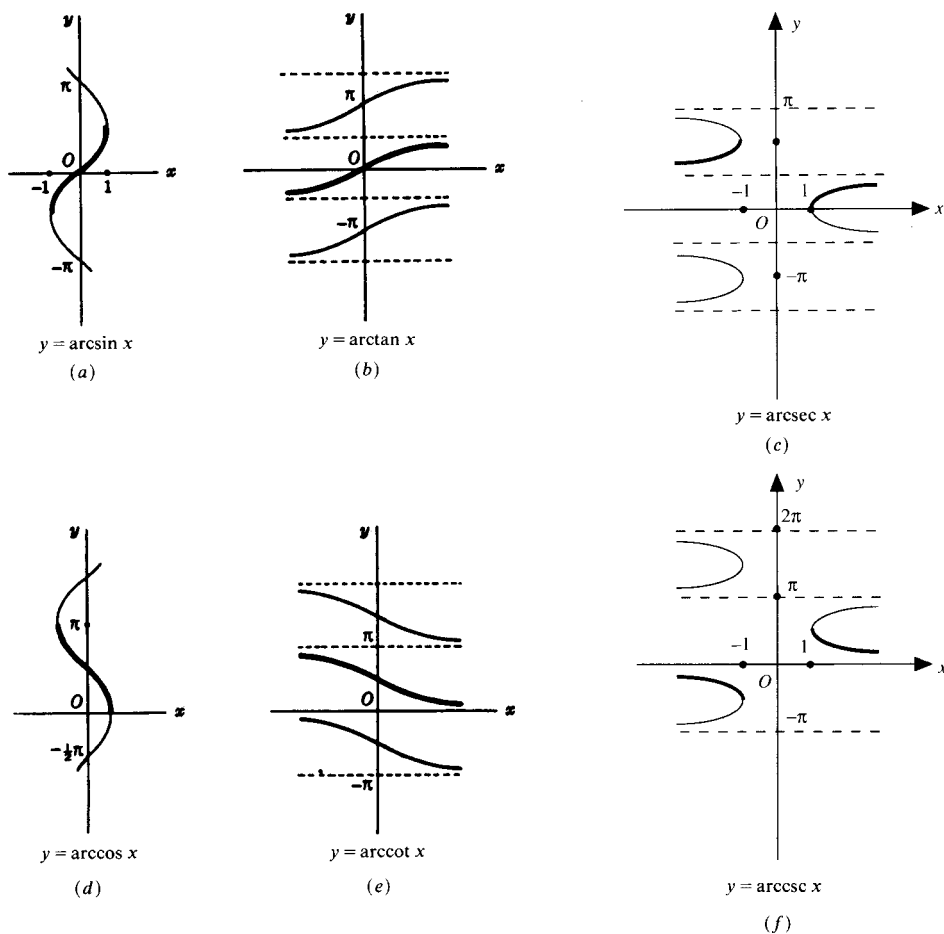 y
π
O
x
−1
1
−π
y = arcsin x
(a)
y
π
O
x
−π
y = arctan x
(b)
y
π
−1
1
O
x
−π
y = arcsec x
(c)
y
π
O
x
−½π
y = arccos x
(d)
y
π
O
x
−π
y = arccot x
(e)
y
2π
π
−1
1
O
x
−π
y = arccsc x
(f)